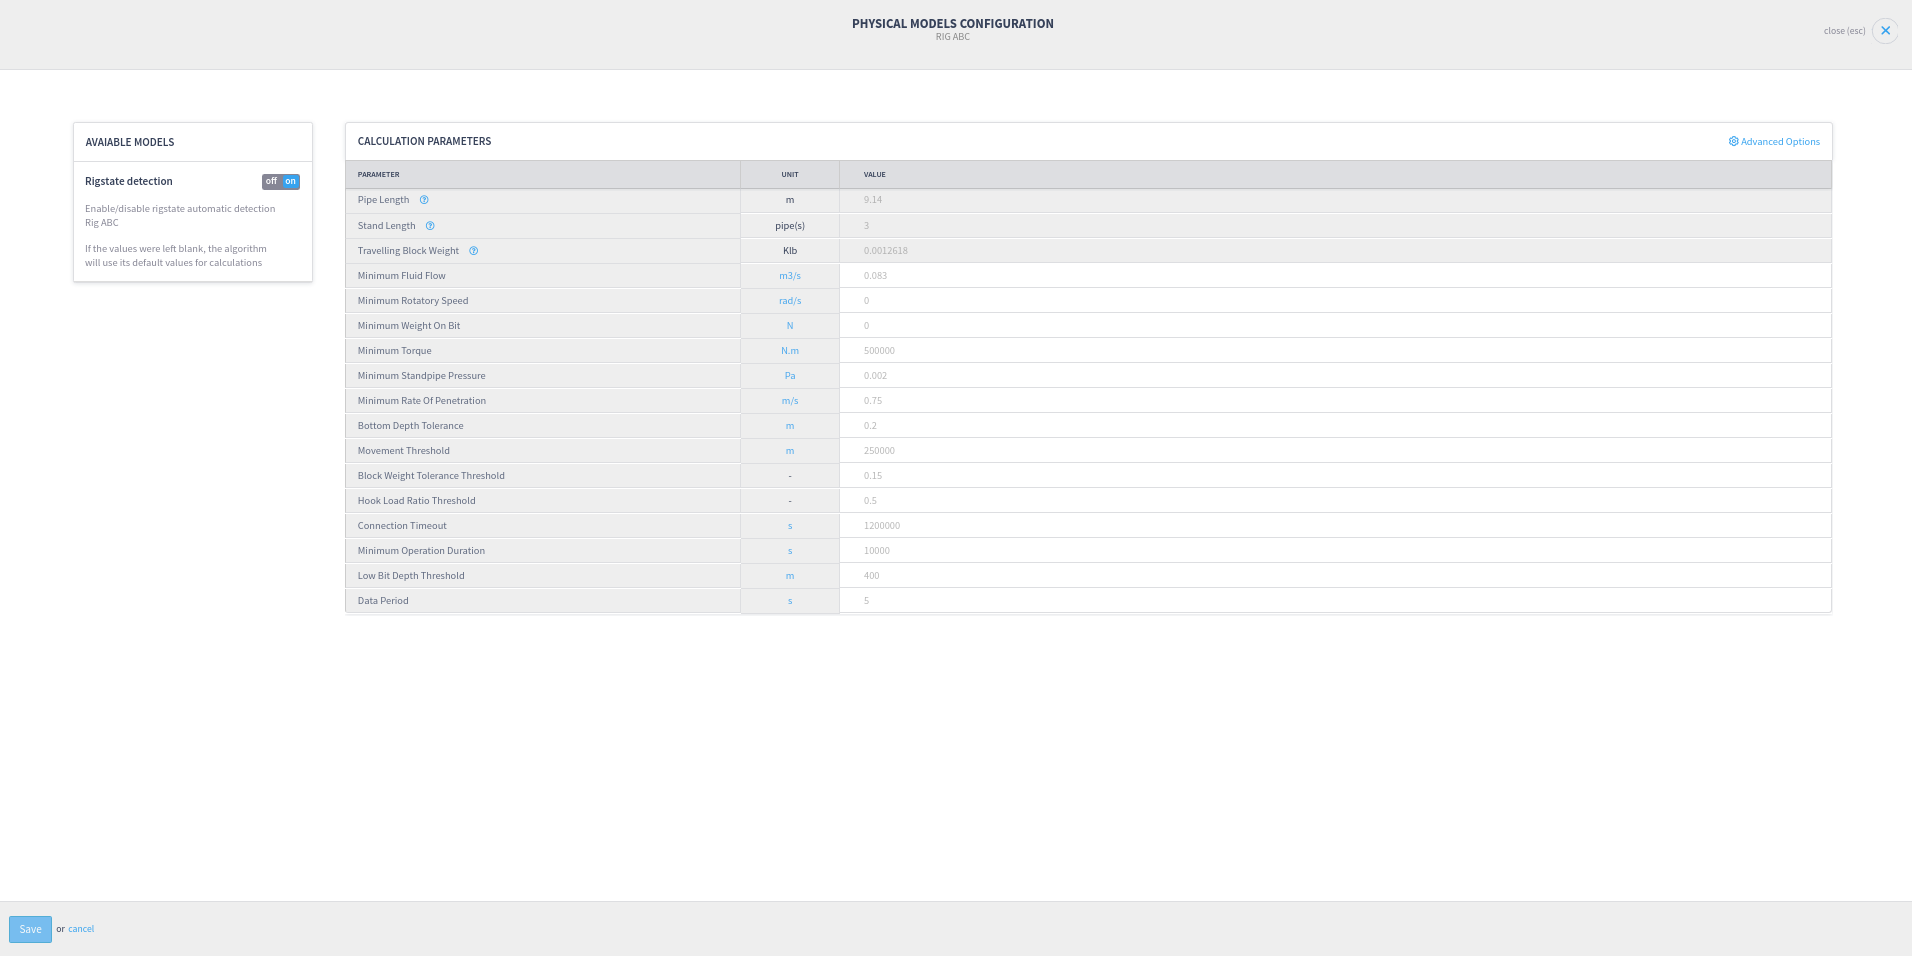 PHYSICAL MODELS CONFIGURATION
RIG ABC
close (esc)
AVAIABLE MODELS
Rigstate detection off on
Enable/disable rigstate automatic detection
Rig ABC
If the values were left blank, the algorithm
will use its default values for calculations
CALCULATION PARAMETERS Advanced Options
PARAMETER UNIT VALUE
Pipe Length m 9.14
Stand Length pipe(s) 3
Travelling Block Weight Klb 0.0012618
Minimum Fluid Flow m3/s 0.083
Minimum Rotatory Speed rad/s 0
Minimum Weight On Bit N 0
Minimum Torque N.m 500000
Minimum Standpipe Pressure Pa 0.002
Minimum Rate Of Penetration m/s 0.75
Bottom Depth Tolerance m 0.2
Movement Threshold m 250000
Block Weight Tolerance Threshold - 0.15
Hook Load Ratio Threshold - 0.5
Connection Timeout s 1200000
Minimum Operation Duration s 10000
Low Bit Depth Threshold m 400
Data Period s 5
Save or cancel